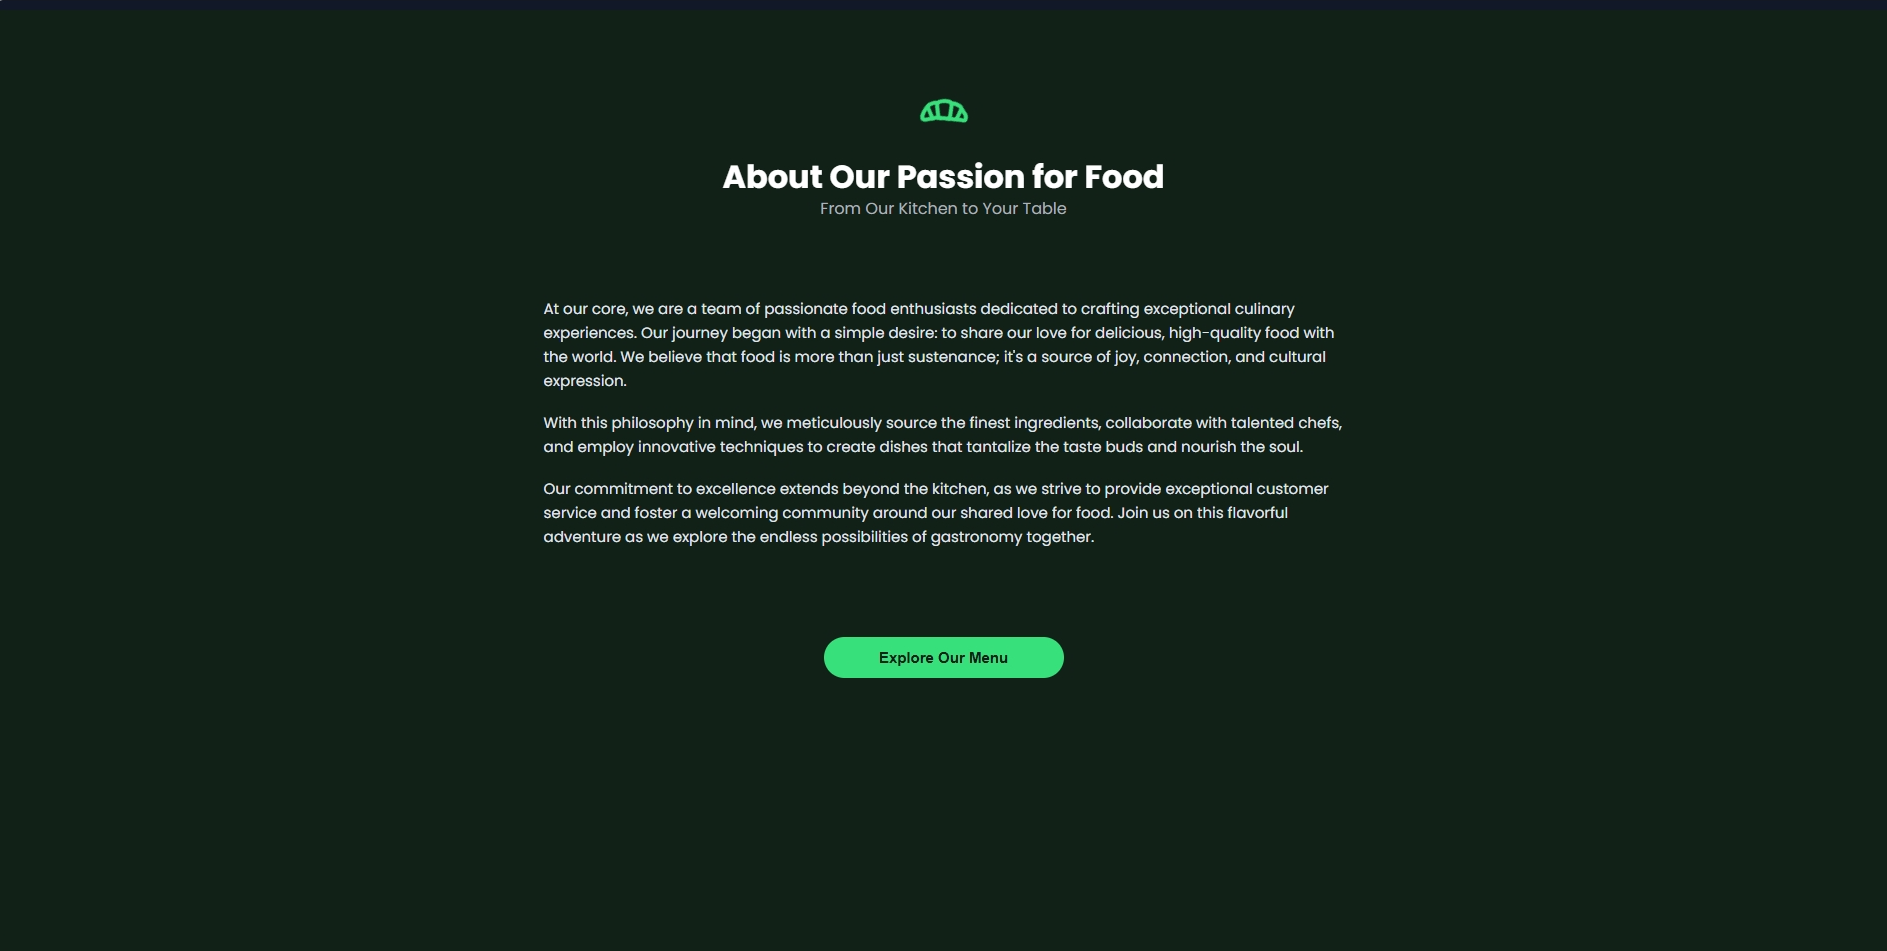 About Our Passion for Food
From Our Kitchen to Your Table
At our core, we are a team of passionate food enthusiasts dedicated to crafting exceptional culinary
experiences. Our journey began with a simple desire: to share our love for delicious, high-quality food with
the world. We believe that food is more than just sustenance; it's a source of joy, connection, and cultural
expression.
With this philosophy in mind, we meticulously source the finest ingredients, collaborate with talented chefs,
and employ innovative techniques to create dishes that tantalize the taste buds and nourish the soul.
Our commitment to excellence extends beyond the kitchen, as we strive to provide exceptional customer
service and foster a welcoming community around our shared love for food. Join us on this flavorful
adventure as we explore the endless possibilities of gastronomy together.
Explore Our Menu